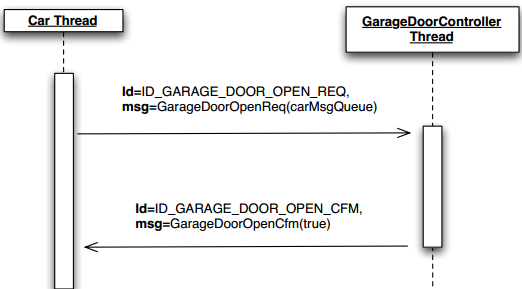 Car Thread
GarageDoorController
Thread
Id=ID_GARAGE_DOOR_OPEN_REQ,
msg=GarageDoorOpenReq(carMsgQueue)
Id=ID_GARAGE_DOOR_OPEN_CFM,
msg=GarageDoorOpenCfm(true)